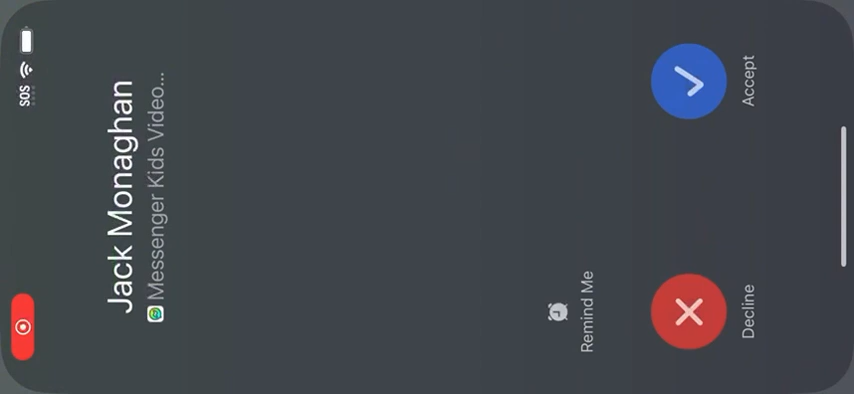 SOS
Jack Monaghan
Messenger Kids Video...
Remind Me
Decline
Accept